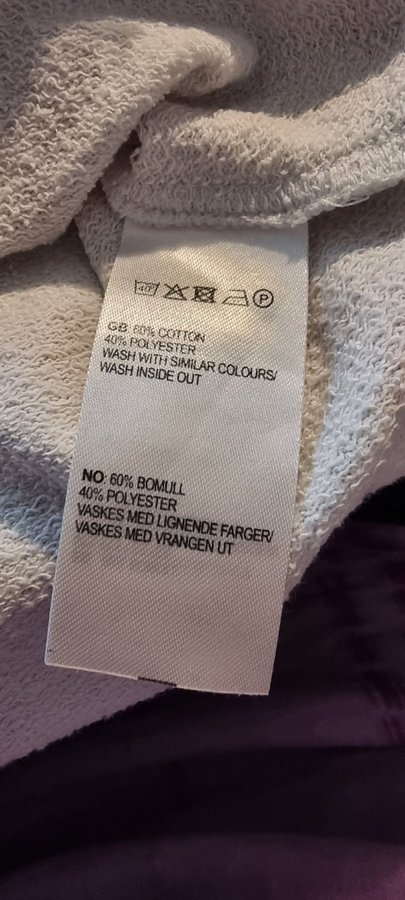 40
P
GB: 60% COTTON
40% POLYESTER
WASH WITH SIMILAR COLOURS/
WASH INSIDE OUT
NO: 60% BOMULL
40% POLYESTER
VASKES MED LIGNENDE FARGER/
VASKES MED VRANGEN UT